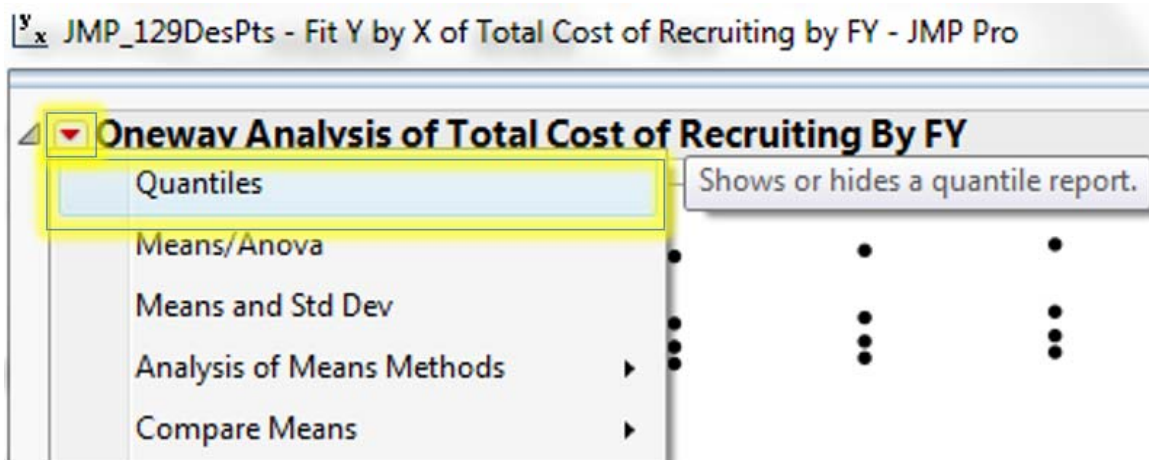 y x JMP_129DesPts - Fit Y by X of Total Cost of Recruiting by FY - JMP Pro
Oneway Analysis of Total Cost of Recruiting By FY
Quantiles
Shows or hides a quantile report.
Means/Anova
Means and Std Dev
Analysis of Means Methods
Compare Means